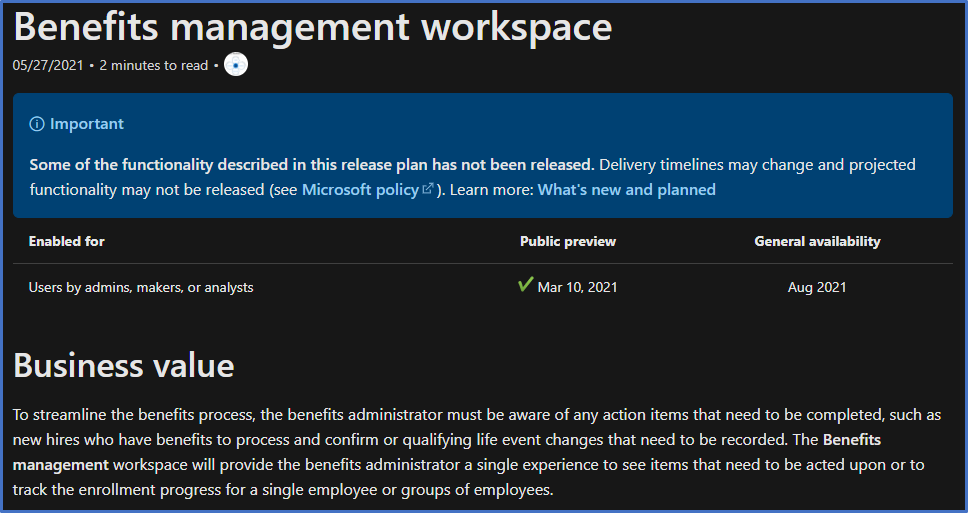 Benefits management workspace
05/27/2021 • 2 minutes to read •
Important
Some of the functionality described in this release plan has not been released. Delivery timelines may change and projected
functionality may not be released (see Microsoft policy). Learn more: What's new and planned
Enabled for Public preview General availability
Users by admins, makers, or analysts Mar 10, 2021 Aug 2021
Business value
To streamline the benefits process, the benefits administrator must be aware of any action items that need to be completed, such as
new hires who have benefits to process and confirm or qualifying life event changes that need to be recorded. The Benefits
management workspace will provide the benefits administrator a single experience to see items that need to be acted upon or to
track the enrollment progress for a single employee or groups of employees.